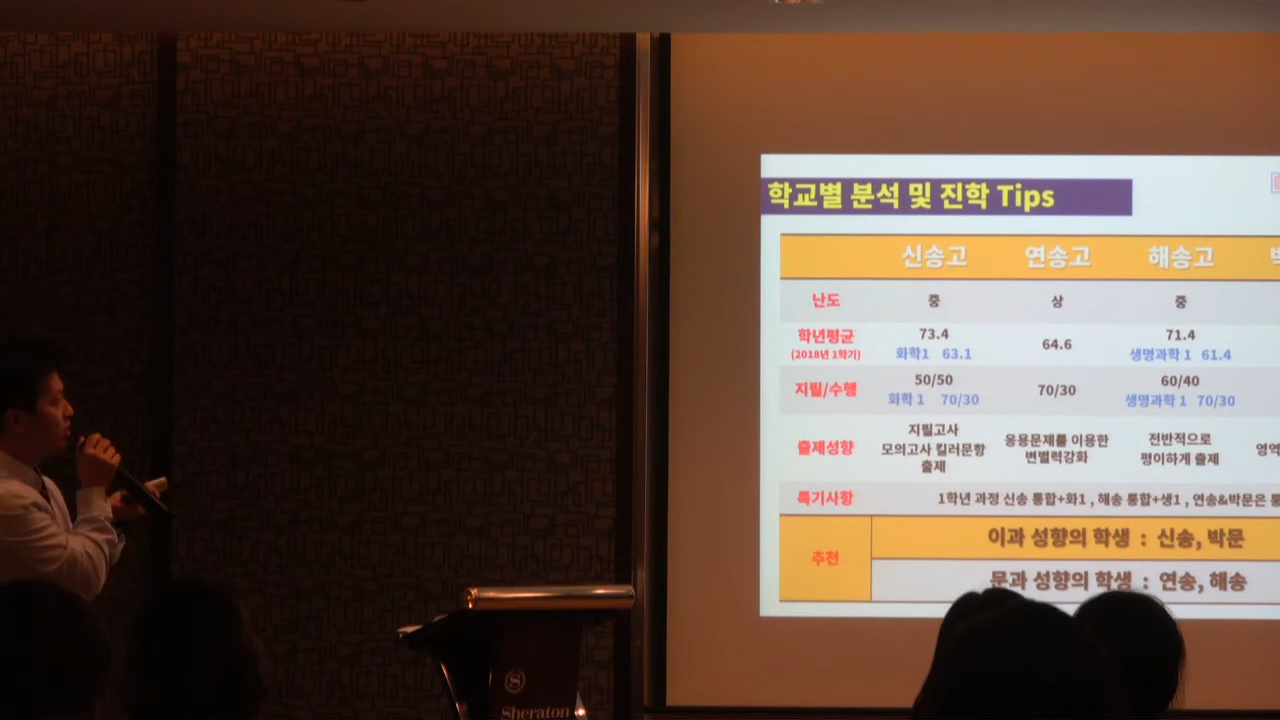 학교별 분석 및 진학 Tips
신송고 연송고 해송고
난도 중 상 중
학년평균 73.4 64.6 71.4
(2018년 1학기) 화학1 63.1 생명과학 1 61.4
지필/수행 50/50 70/30 60/40
화학 1 70/30 생명과학 1 70/30
출제성향 지필고사 모의고사 킬러문항 출제 응용문제를 이용한 변별력강화 전반적으로 평이하게 출제 영역
특기사항 1학년 과정 신송 통합+화1 , 해송 통합+생1 , 연송&박문은
추천 이과 성향의 학생 : 신송, 박문
문과 성향의 학생 : 연송, 해송
S
Sheraton